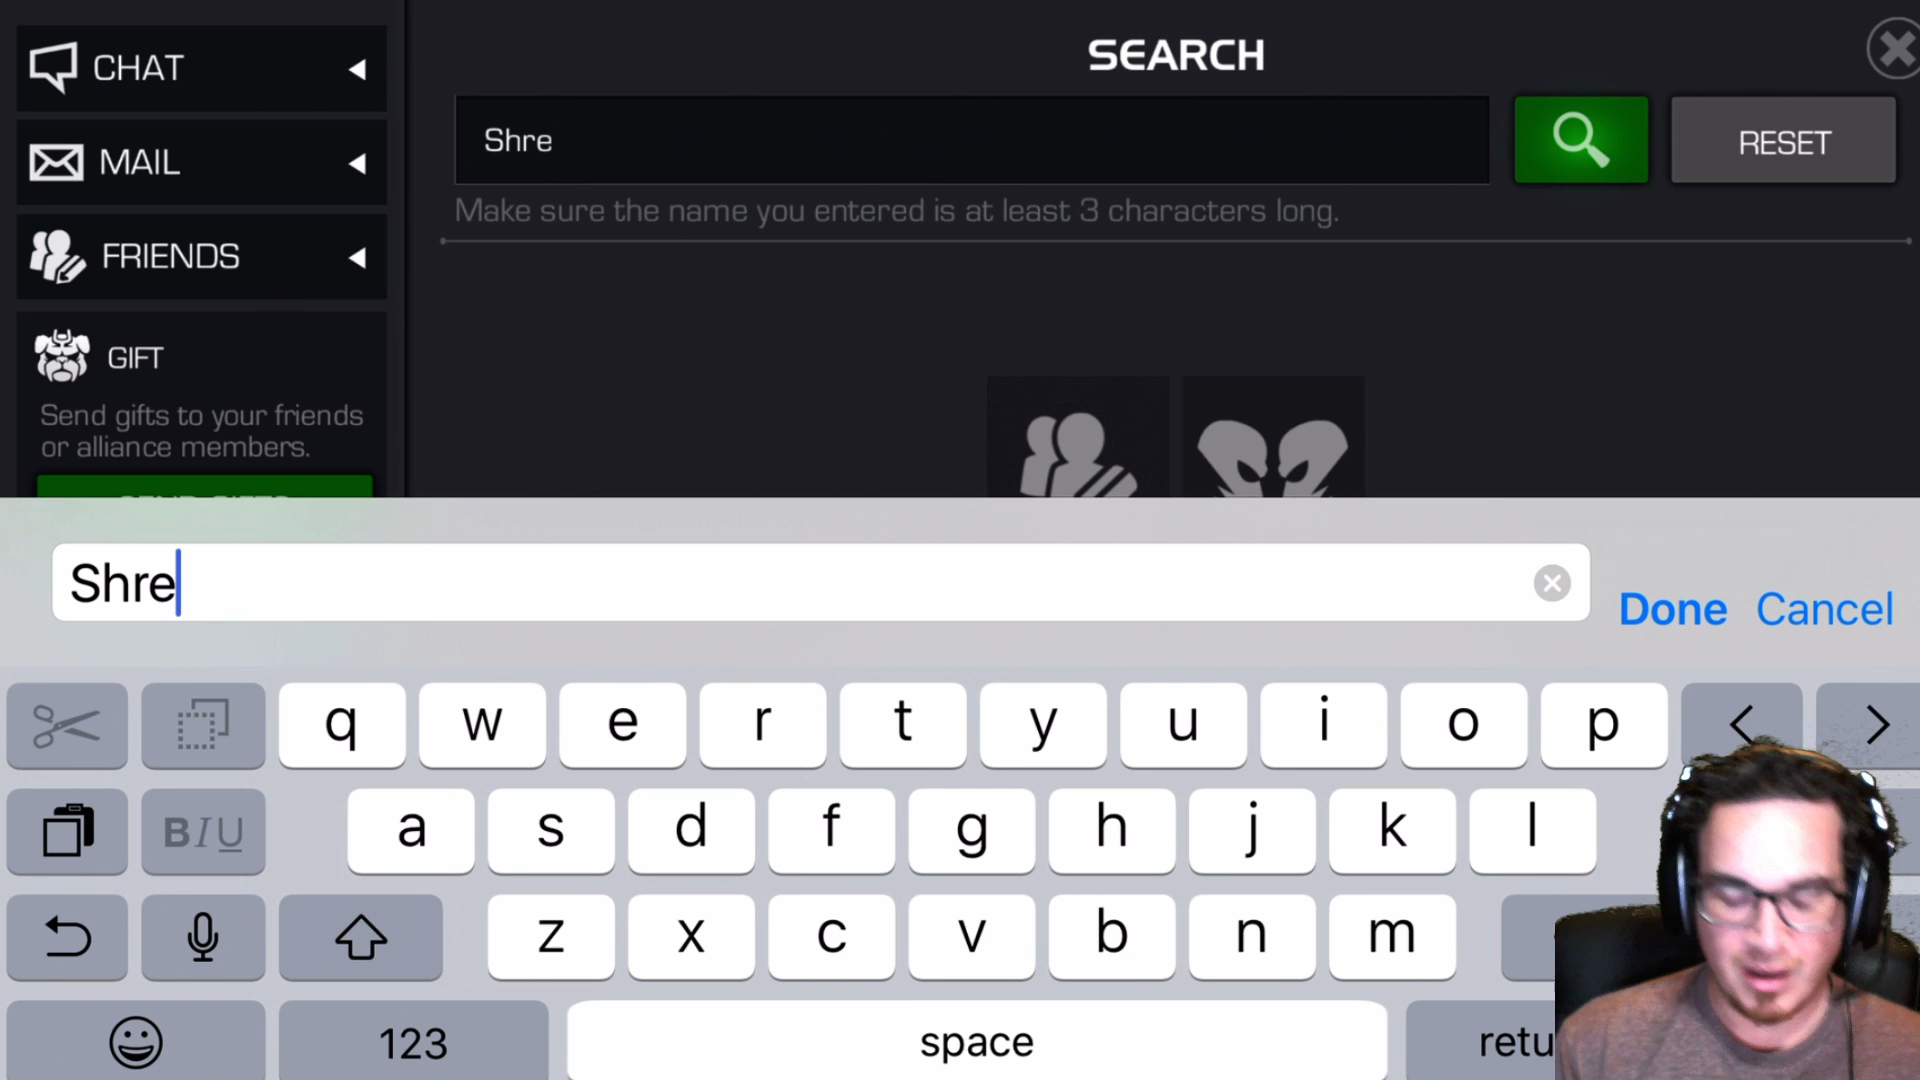 CHAT
MAIL
FRIENDS
GIFT
Send gifts to your friends
or alliance members.
SEARCH
Shre
RESET
Make sure the name you entered is at least 3 characters long.
Shre
Done Cancel
q w e r t y u i o p < >
BIU a s d f g h j k l
z x c v b n m
123 space retu